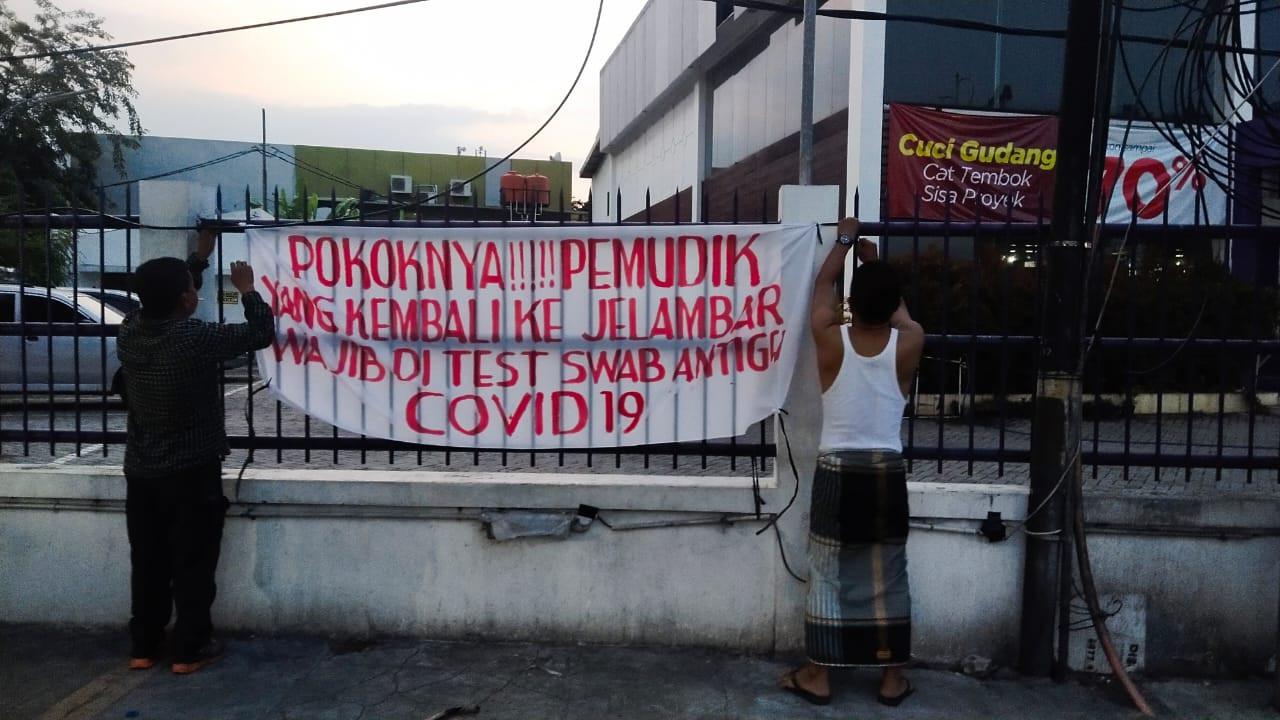 POKOKNYA!!!!!PEMUDIK
YANG KEMBALI KE JELAMBAR
WAJIB DI TEST SWAB ANTIGEN
COVID 19
Cuci Gudang
Cat Tembok
Sisa Proyek
70%